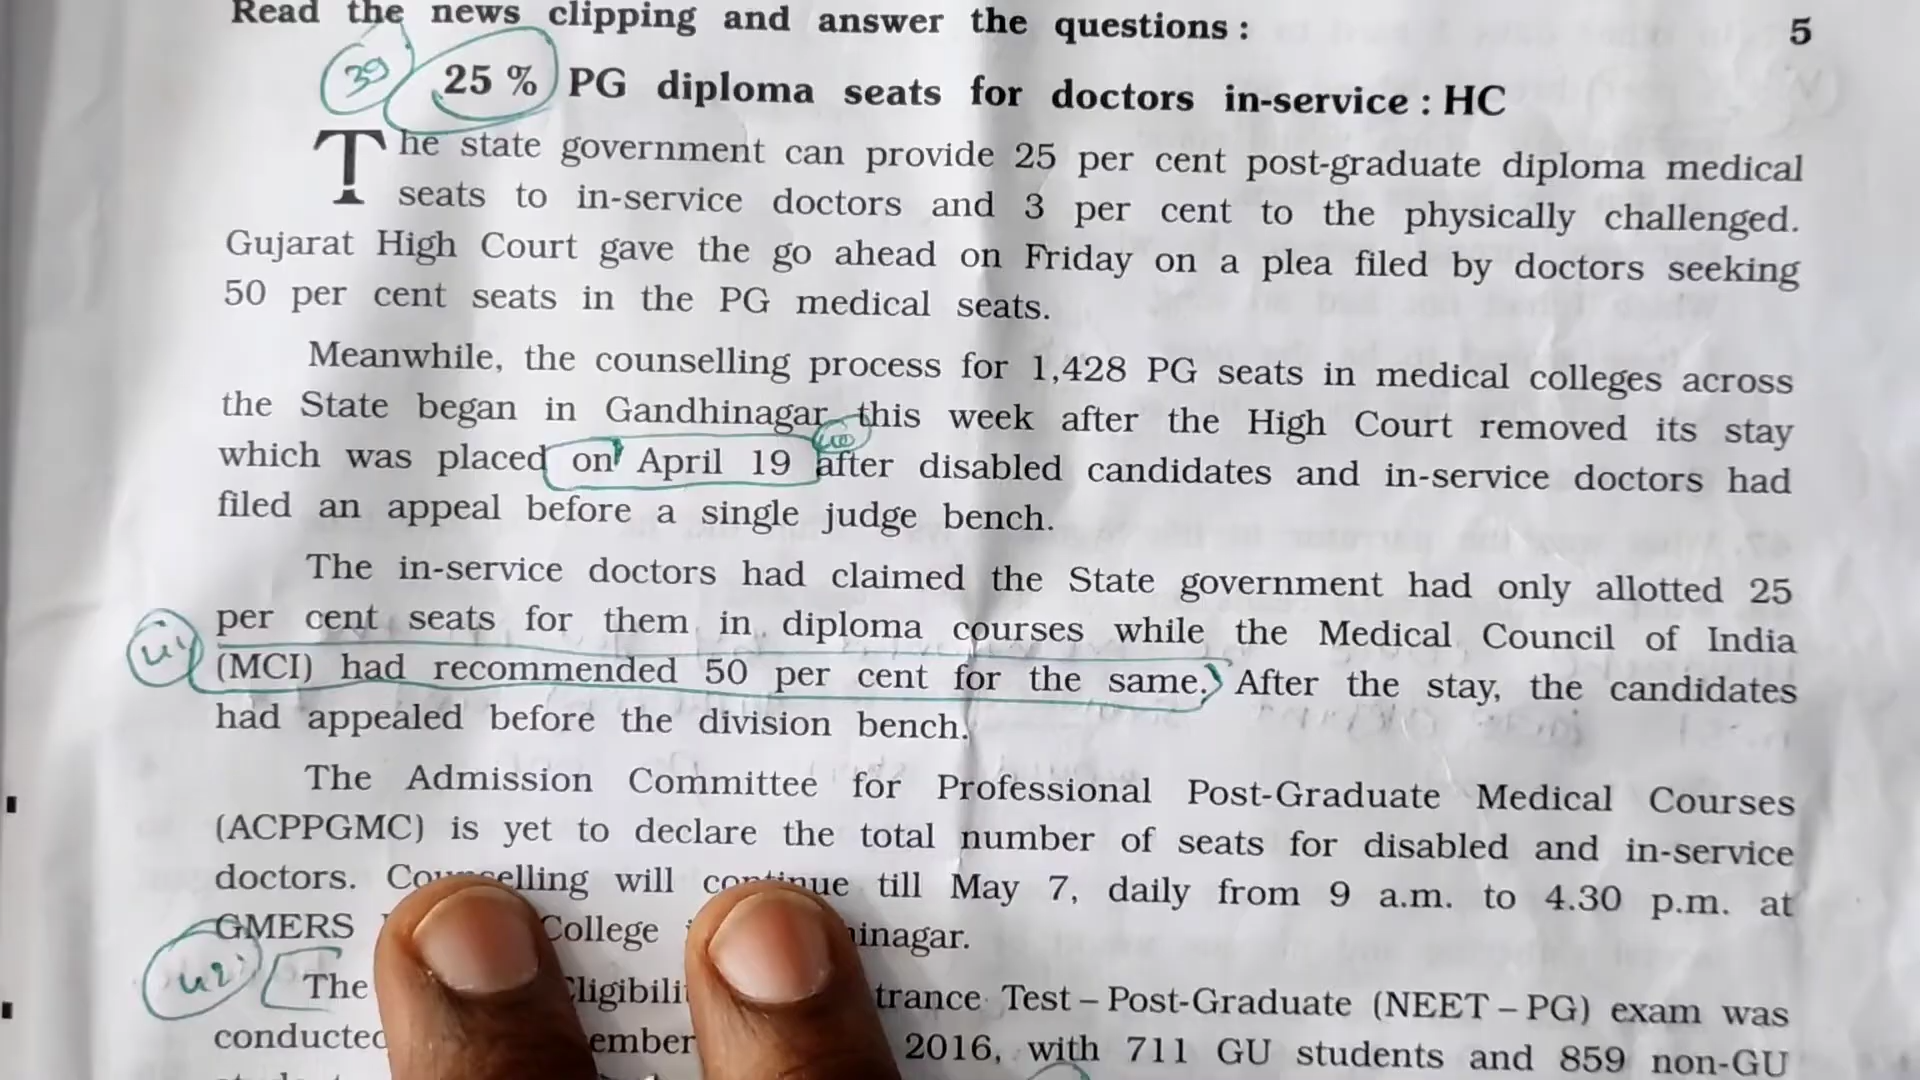 Read the news clipping and answer the questions : 5
39 25 % PG diploma seats for doctors in-service : HC
The state government can provide 25 per cent post-graduate diploma medical
seats to in-service doctors and 3 per cent to the physically challenged.
Gujarat High Court gave the go ahead on Friday on a plea filed by doctors seeking
50 per cent seats in the PG medical seats.
Meanwhile, the counselling process for 1,428 PG seats in medical colleges across
the State began in Gandhinagar this week after the High Court removed its stay
which was placed on April 19 after disabled candidates and in-service doctors had
filed an appeal before a single judge bench.
The in-service doctors had claimed the State government had only allotted 25
per cent seats for them in diploma courses while the Medical Council of India
(MCI) had recommended 50 per cent for the same. After the stay, the candidates
had appealed before the division bench.
The Admission Committee for Professional Post-Graduate Medical Courses
(ACPPGMC) is yet to declare the total number of seats for disabled and in-service
doctors. Counselling will continue till May 7, daily from 9 a.m. to 4.30 p.m. at
GMERS College
42 The trance Test – Post-Graduate (NEET – PG) exam was
conducted 2016, with 711 GU students and 859 non-GU